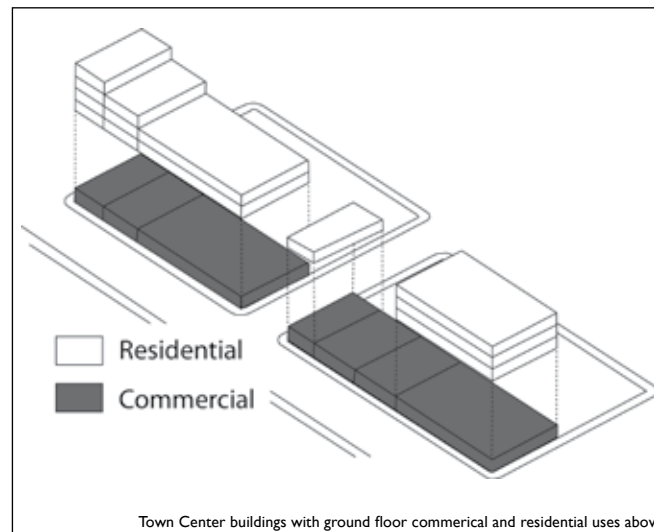 Residential
Commercial
Town Center buildings with ground floor commerical and residential uses abov